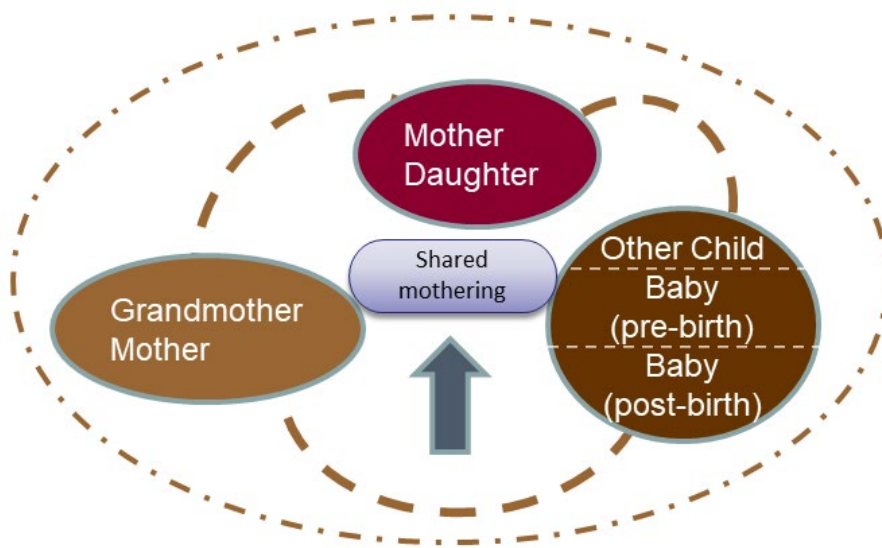 Mother
Daughter
Shared
mothering
Grandmother
Mother
Other Child
Baby
(pre-birth)
Baby
(post-birth)